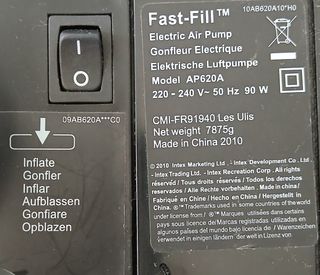 I
O
09AB620A***C0
Inflate
Gonfler
Inflar
Aufblassen
Gonfiare
Opblazen
10AB620A10*H0
Fast-Fill™
Electric Air Pump
Gonfleur Electrique
Elektrische Luftpumpe
Model AP620A
220 - 240 V~ 50 Hz 90 W
CMI-FR91940 Les Ulis
Net weight 7875g
Made in China 2010
© 2010 Intex Marketing Ltd. - Intex Development Co. Ltd.
- Intex Trading Ltd. - Intex Recreation Corp. All rights
reserved / Tous droits réservés / Todos los derechos
reservados / Alle Rechte vorbehalten. Made in china/
Fabriqué en Chine / Hecho en China / Hergestellt
in China. ®™ Trademarks used in some countries of the world
under license from / ®™ Marques utilisées dans certains
pays sous licence de/Marcas registradas utilizadas en
algunos países del mundo bajo licencia de / Warenzeichen
verwendet in einigen ländern der welt in Lizenz von